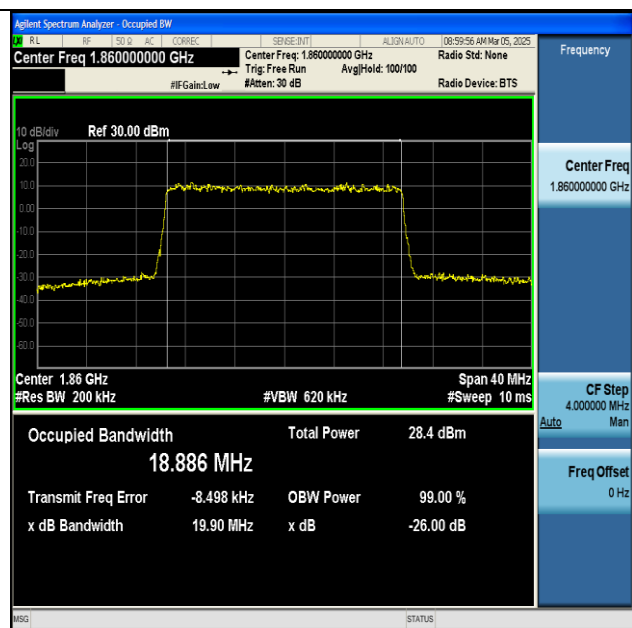 Agilent Spectrum Analyzer - Occupied BW
RL RF 50 Ω AC CORREC SENSE:INT ALIGN AUTO 08:59:56 AM Mar 05, 2025
Center Freq 1.860000000 GHz Center Freq: 1.860000000 GHz Radio Std: None
Trig: Free Run Avg|Hold: 100/100
#IFGain:Low #Atten: 30 dB Radio Device: BTS
10 dB/div Ref 30.00 dBm
Log
20.0
10.0
0.00
-10.0
-20.0
-30.0
-40.0
-50.0
-60.0
Center 1.86 GHz Span 40 MHz
#Res BW 200 kHz #VBW 620 kHz #Sweep 10 ms
Occupied Bandwidth Total Power 28.4 dBm
18.886 MHz
Transmit Freq Error -8.498 kHz OBW Power 99.00 %
x dB Bandwidth 19.90 MHz x dB -26.00 dB
MSG STATUS
Frequency
Center Freq
1.860000000 GHz
CF Step
4.000000 MHz
Auto Man
Freq Offset
0 Hz